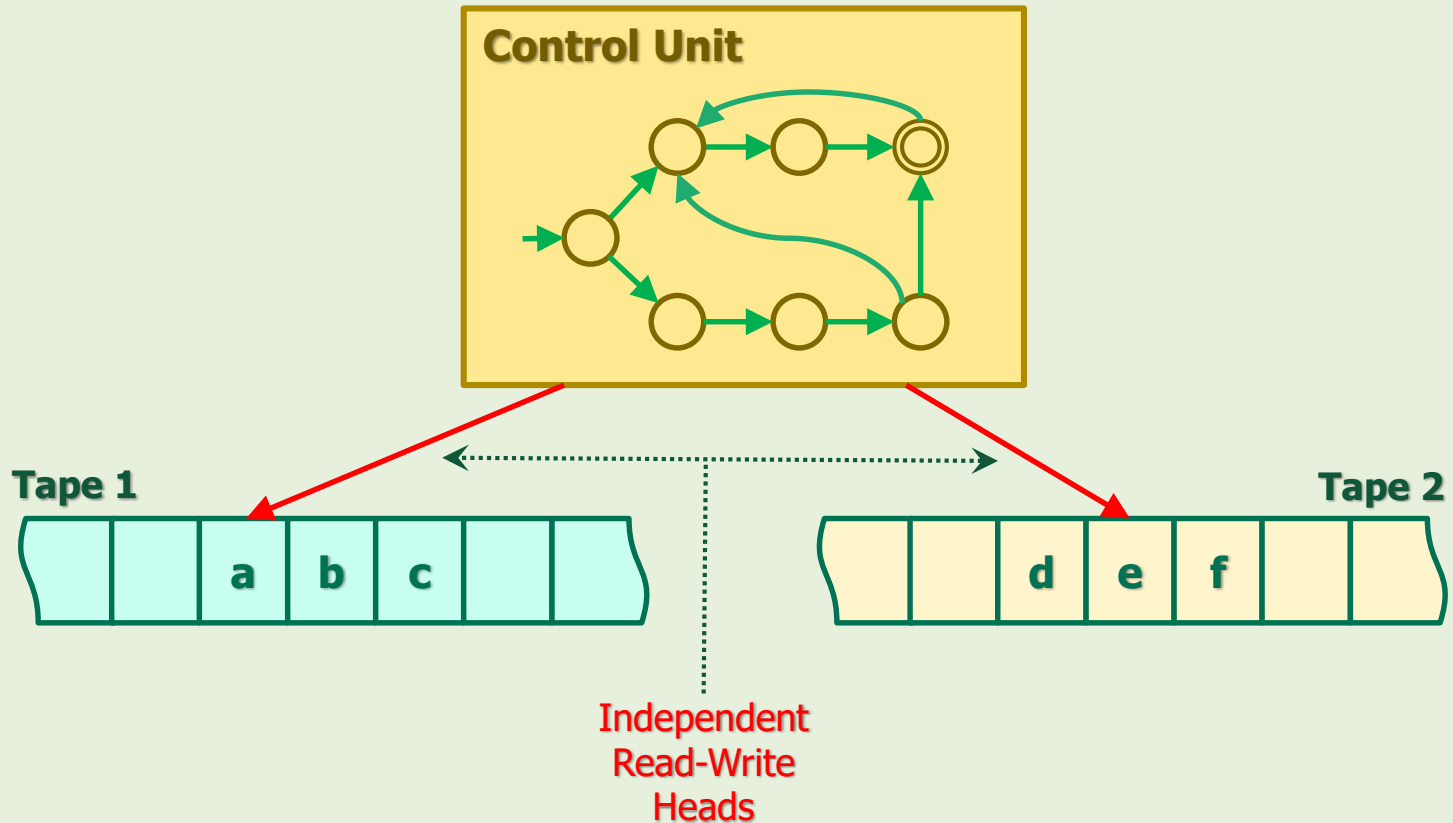 Control Unit
Tape 1
Tape 2
a b c
d e f
Independent
Read-Write
Heads